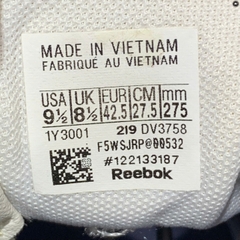 MADE IN VIETNAM
FABRIQUÉ AU VIETNAM
USA UK EUR CM mm
9½ 8½ 42.5 27.5 275
1Y3001 219 DV3758
F5WSJRP@00532
#122133187
Reebok